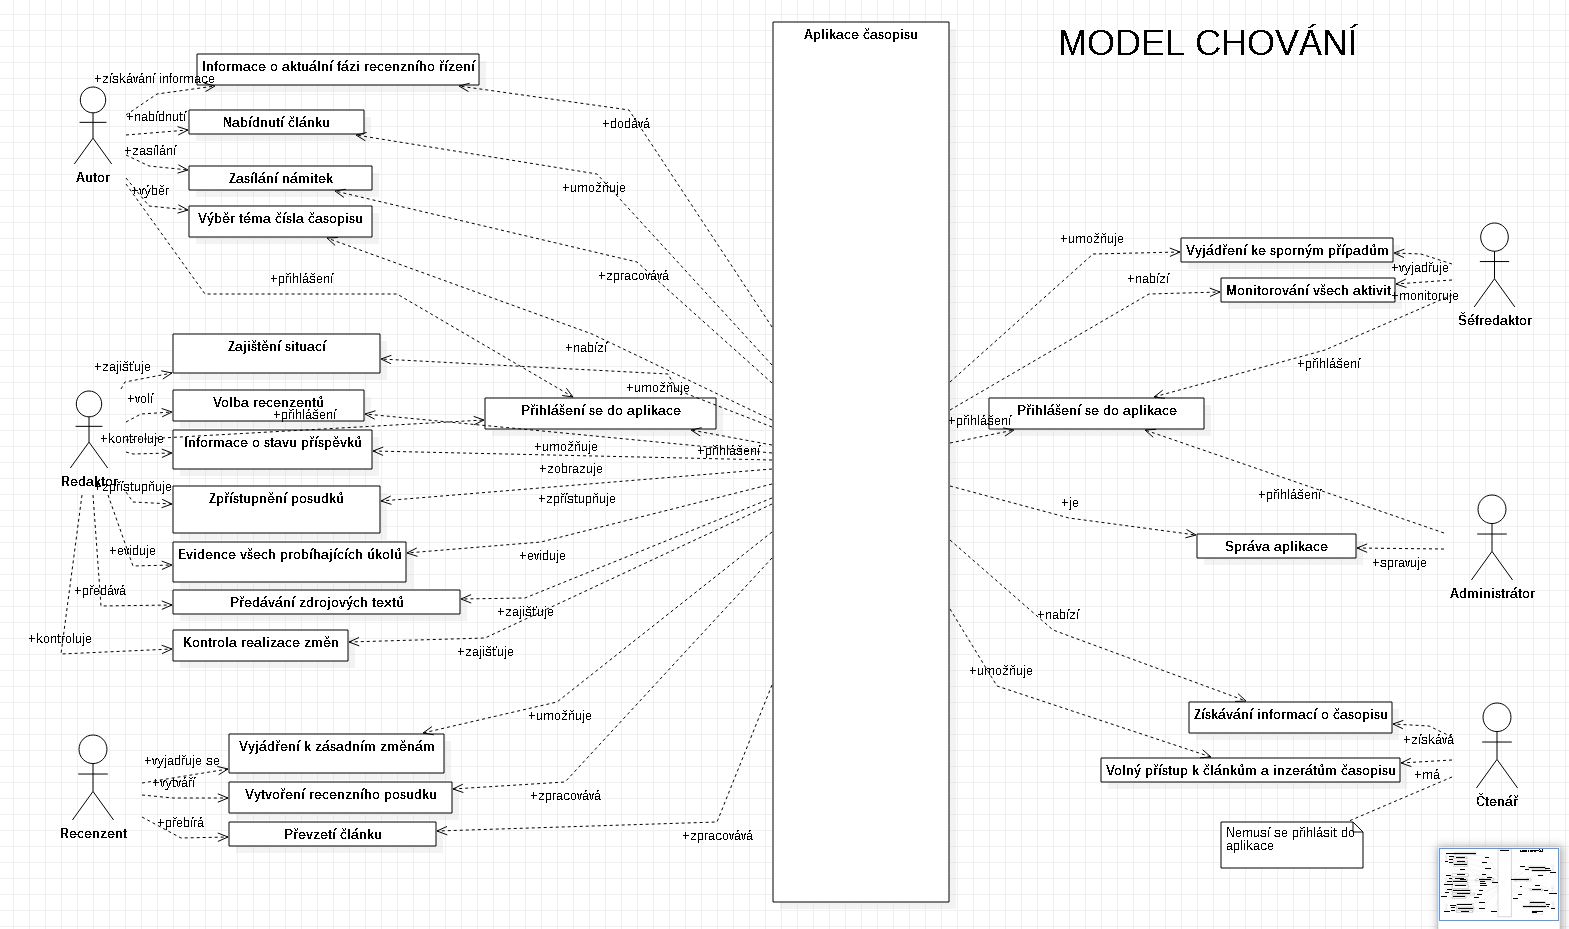 Aplikace časopisu
MODEL CHOVÁNÍ
Informace o aktuální fázi recenzního řízení
+získávání informace
Autor
+nabídnutí
Nabídnutí článku
+zasílání
Zasílání námitek
+výběr
Výběr téma čísla časopisu
+přihlášení
+dodává
+umožňuje
+zpracovává
+nabízí
Zajištění situací
+zajišťuje
+umožňuje
+volí
Volba recenzentů
+přihlášení
Přihlášení se do aplikace
+přihlášení
+kontroluje
Informace o stavu příspěvků
+umožňuje
+zobrazuje
Redaktor
+zpřístupňuje
Zpřístupnění posudků
+zpřístupňuje
+eviduje
Evidence všech probíhajících úkolů
+eviduje
+předává
Předávání zdrojových textů
+zajišťuje
+kontroluje
Kontrola realizace změn
+zajišťuje
+umožňuje
Vyjádření k zásadním změnám
+vyjadřuje se
+vytváří
Vytvoření recenzního posudku
+zpracovává
+přebírá
Převzetí článku
+zpracovává
Recenzent
+umožňuje
Vyjádření ke sporným případům
+vyjadřuje
+nabízí
Monitorování všech aktivit
+monitoruje
Šéfredaktor
+přihlášení
Přihlášení se do aplikace
+přihlášení
+přihlášení
+je
Správa aplikace
+spravuje
Administrátor
+nabízí
+umožňuje
Získávání informací o časopisu
+získává
Volný přístup k článkům a inzerátům časopisu
+má
Čtenář
Nemusí se přihlásit do
aplikace